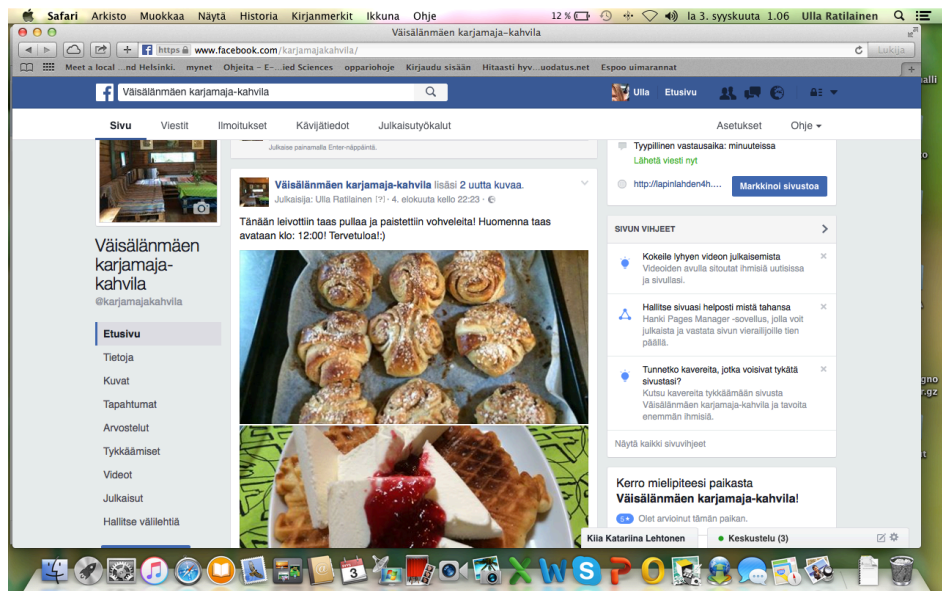 Safari Arkisto Muokkaa Näytä Historia Kirjanmerkit Ikkuna Ohje 12 % la 3. syyskuuta 1.06 Ulla Ratilainen
Väisälänmäen karjamaja-kahvila
https www.facebook.com/karjamajakahvila/ Lukija
Meet a local ...nd Helsinki. mynet Ohjeita – E-...ied Sciences oppariohoje Kirjaudu sisään Hitaasti hyv...uodatus.net Espoo uimarannat
Väisälänmäen karjamaja-kahvila
Ulla Etusivu
Sivu Viestit Ilmoitukset Kävijätiedot Julkaisutyökalut Asetukset Ohje
Julkaise painamalla Enter-näppäintä.
Väisälänmäen karjamaja-kahvila
@karjamajakahvila
Etusivu
Tietoja
Kuvat
Tapahtumat
Arvostelut
Tykkäämiset
Videot
Julkaisut
Hallitse välilehtiä
Väisälänmäen karjamaja-kahvila lisäsi 2 uutta kuvaa.
Julkaisija: Ulla Ratilainen [?] · 4. elokuuta kello 22:23 ·
Tänään leivottiin taas pullaa ja paistettiin vohveleita! Huomenna taas
avataan klo: 12:00! Tervetuloa!:)
Tyypillinen vastausaika: minuuteissa
Lähetä viesti nyt
http://lapinlahden4h.... Markkinoi sivustoa
SIVUN VIHJEET
Kokeile lyhyen videon julkaisemista
Videoiden avulla sitoutat ihmisiä uutisissa
ja sivullasi.
Hallitse sivuasi helposti mistä tahansa
Hanki Pages Manager -sovellus, jolla voit
julkaista ja vastata sivun vierailijoille tien
päällä.
Tunnetko kavereita, jotka voisivat tykätä
sivustasi?
Kutsu kavereita tykkäämään sivusta
Väisälänmäen karjamaja-kahvila ja tavoita
enemmän ihmisiä.
Näytä kaikki sivuvihjeet
Kerro mielipiteesi paikasta
Väisälänmäen karjamaja-kahvila!
5★ Olet arvioinut tämän paikan.
Kiia Katariina Lehtonen
Keskustelu (3)